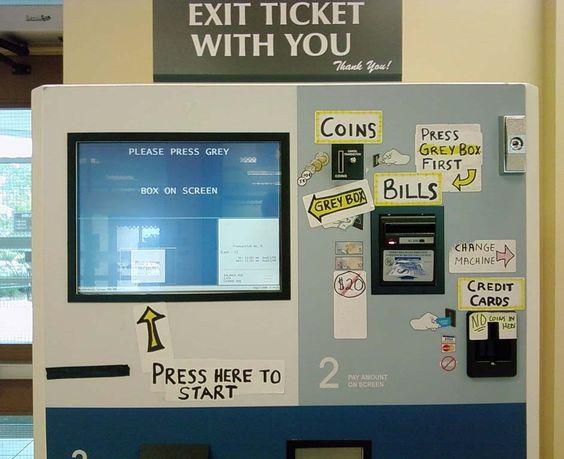 EXIT TICKET
WITH YOU
Thank You!
PLEASE PRESS GREY
BOX ON SCREEN
COINS
PRESS
GREY BOX
FIRST
COINS
GREY BOX
BILLS
CHANGE
MACHINE
$20
CREDIT
CARDS
NO COINS IN
HERE
PRESS HERE TO
START
2 PAY AMOUNT
ON SCREEN